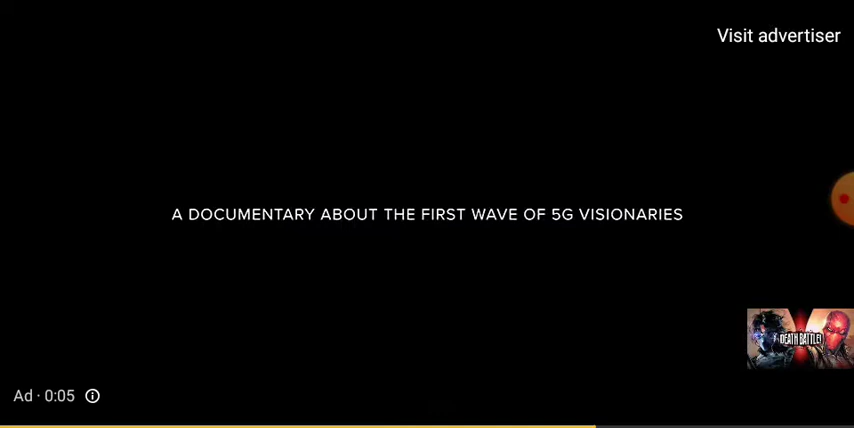 Visit advertiser
A DOCUMENTARY ABOUT THE FIRST WAVE OF 5G VISIONARIES
DEATH BATTLE!
Ad · 0:05